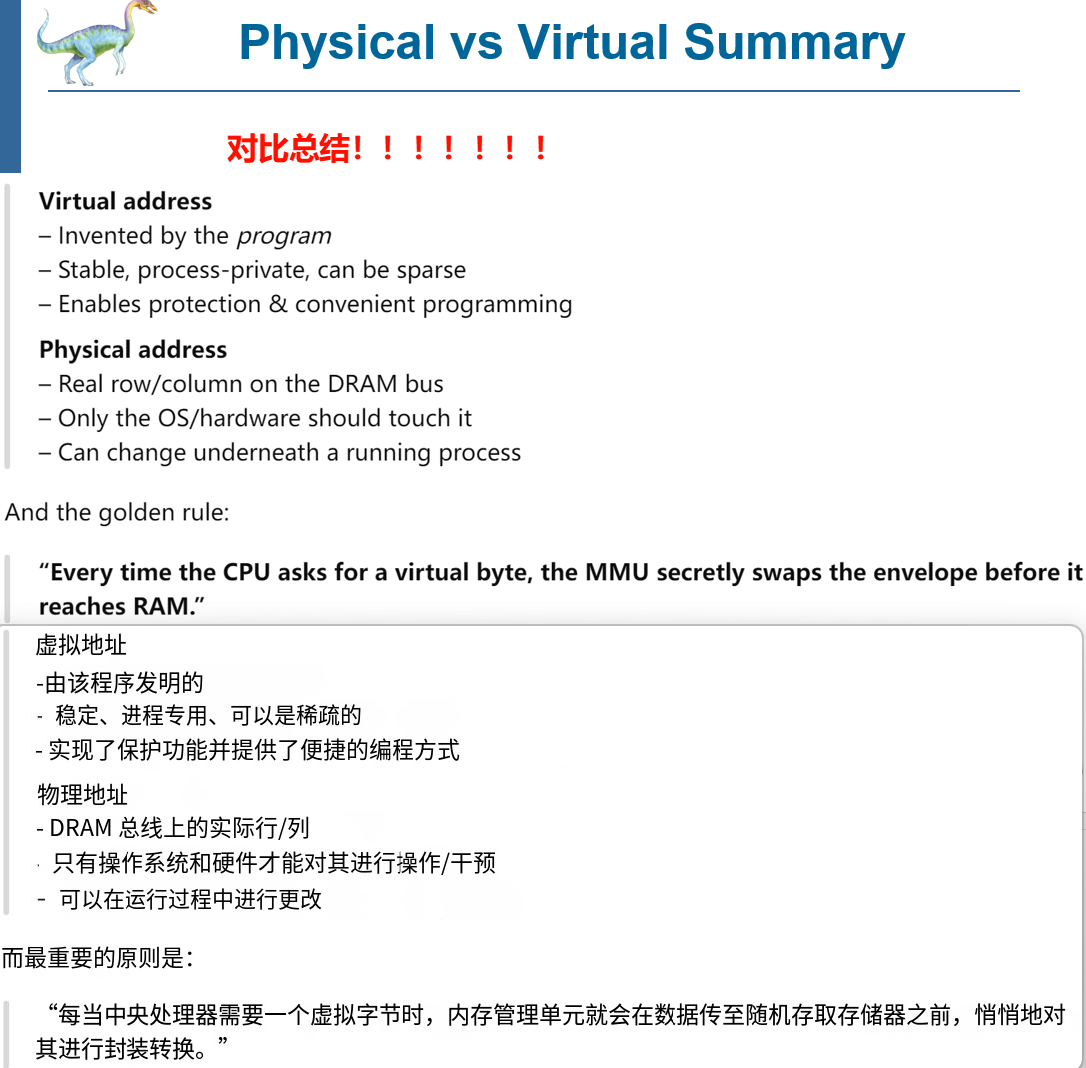 Physical vs Virtual Summary
对比总结！！！！！！！
Virtual address
– Invented by the program
– Stable, process-private, can be sparse
– Enables protection & convenient programming
Physical address
– Real row/column on the DRAM bus
– Only the OS/hardware should touch it
– Can change underneath a running process
And the golden rule:
“Every time the CPU asks for a virtual byte, the MMU secretly swaps the envelope before it
reaches RAM.”
虚拟地址
-由该程序发明的
- 稳定、进程专用、可以是稀疏的
- 实现了保护功能并提供了便捷的编程方式
物理地址
- DRAM 总线上的实际行/列
· 只有操作系统和硬件才能对其进行操作/干预
- 可以在运行过程中进行更改
而最重要的原则是：
“每当中央处理器需要一个虚拟字节时，内存管理单元就会在数据传至随机存取存储器之前，悄悄地对
其进行封装转换。”